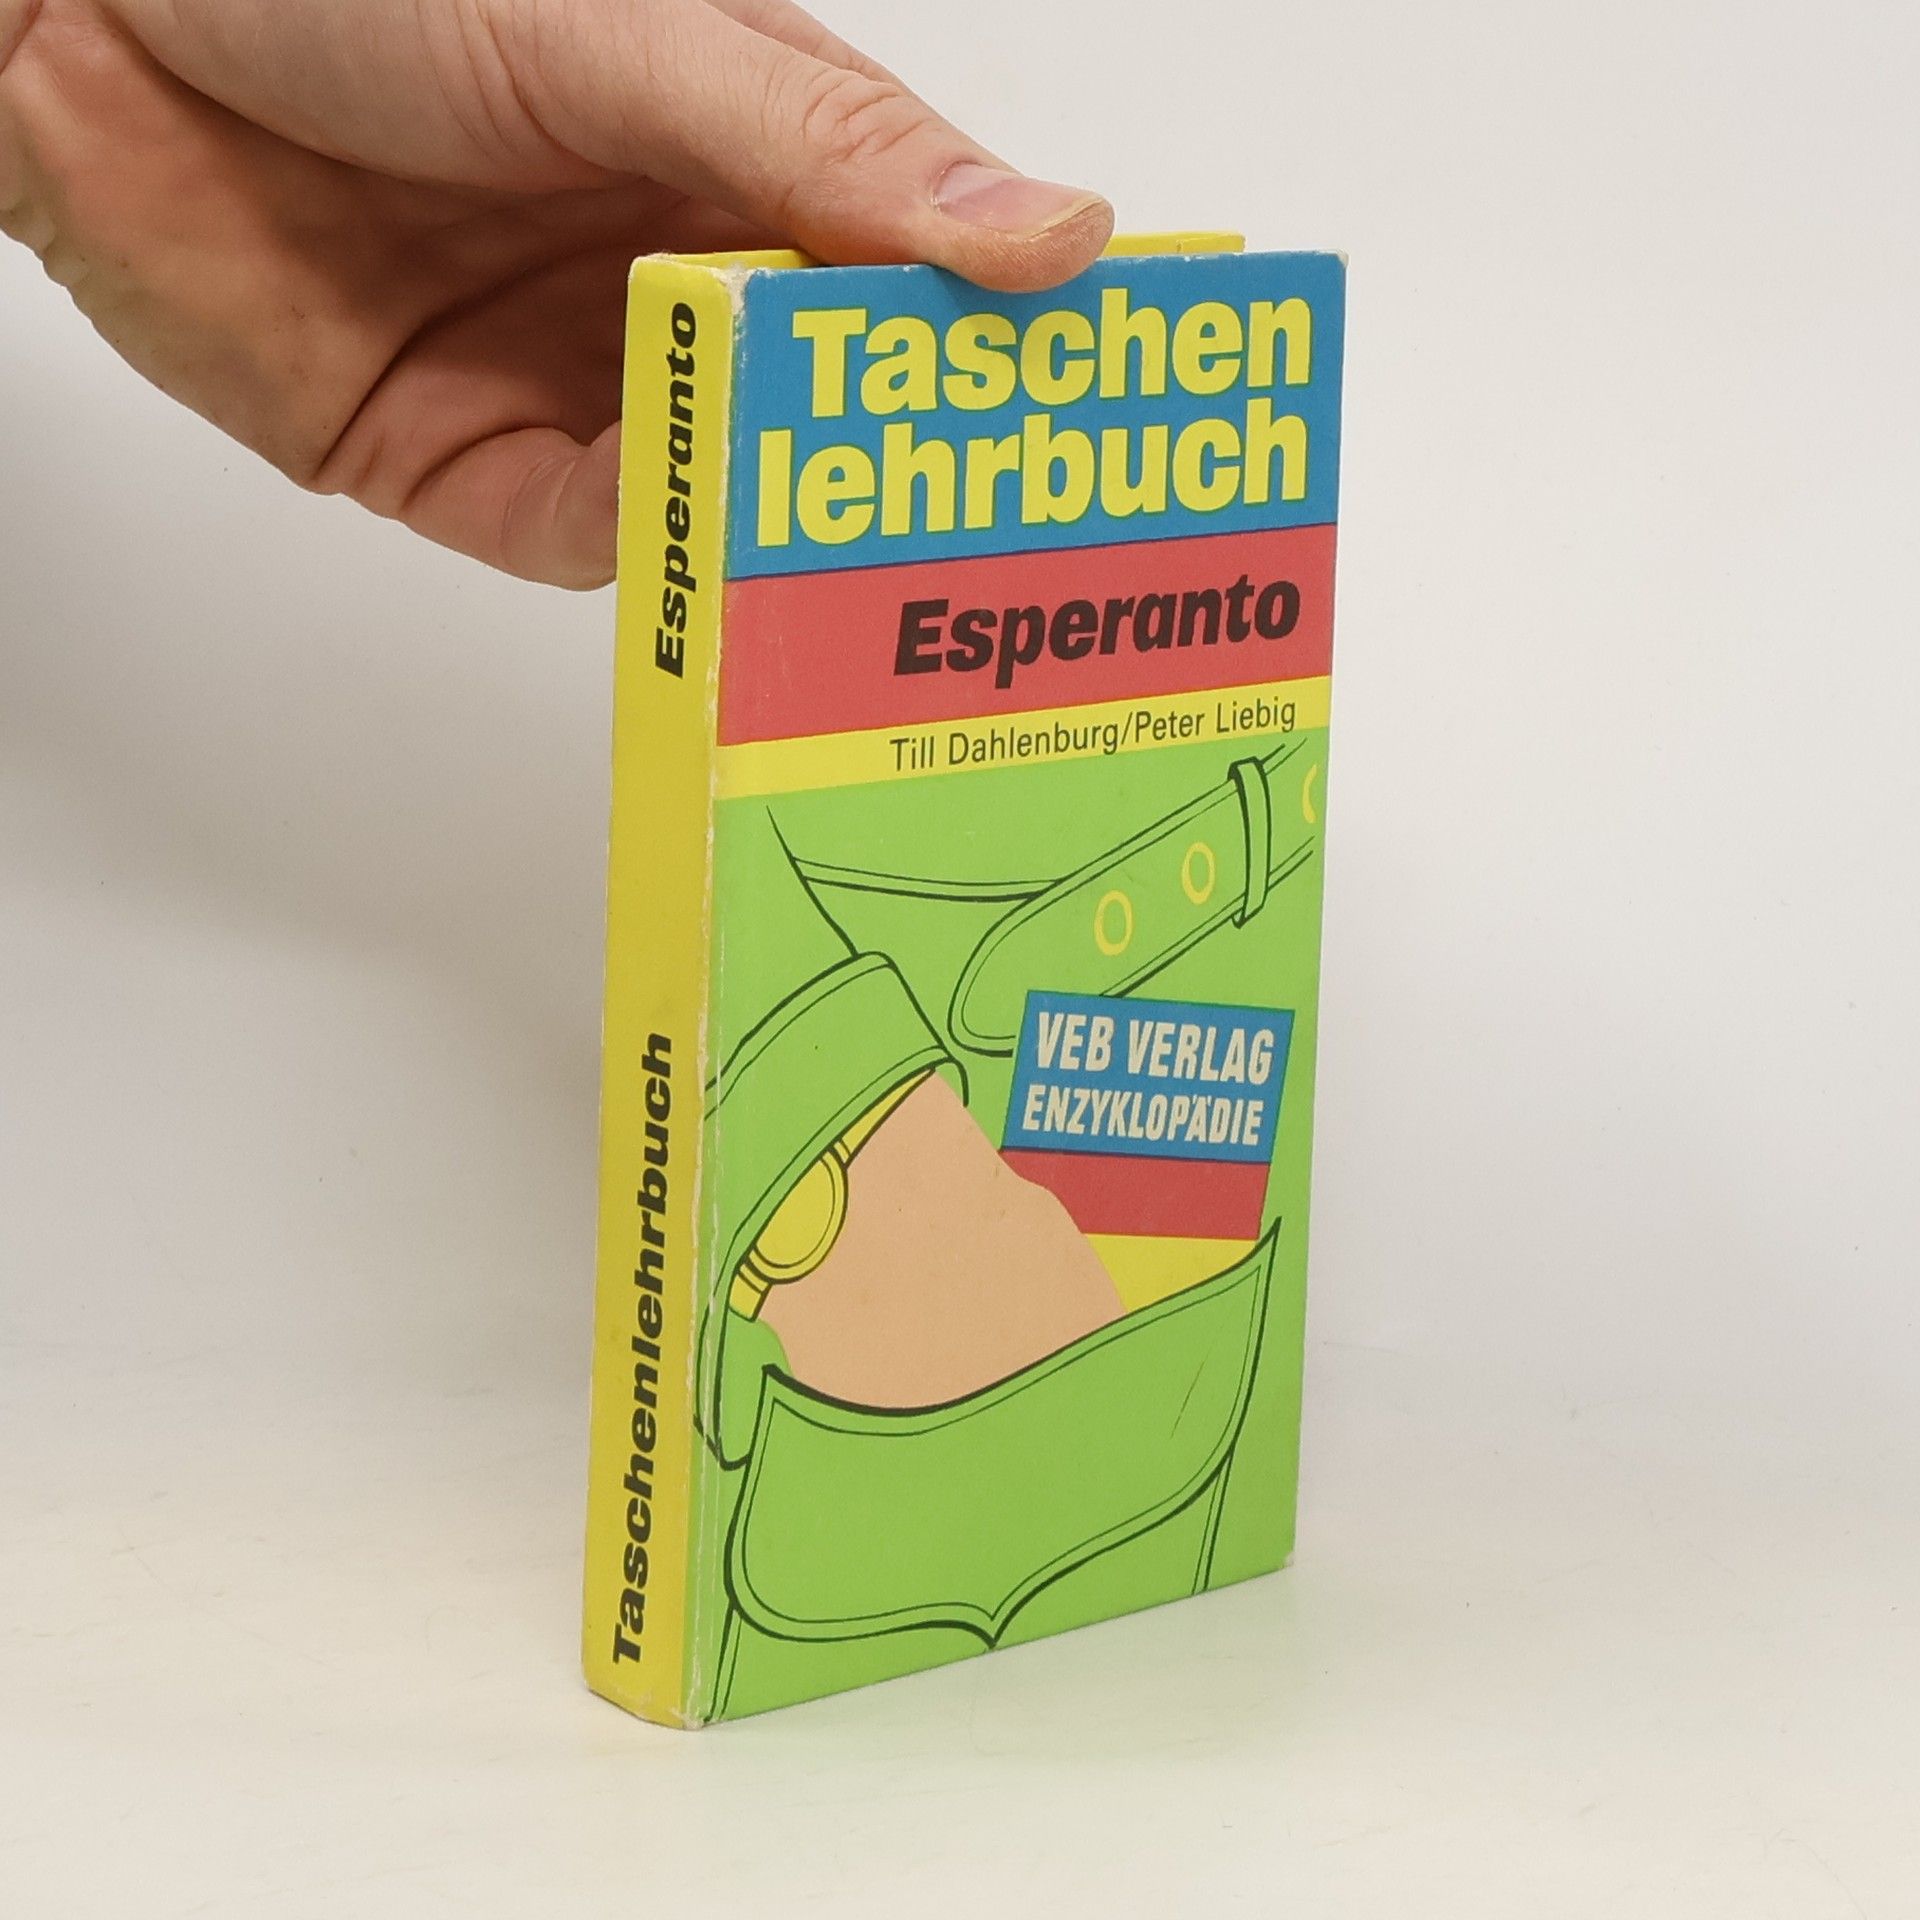 Taschen
lehrbuch
Esperanto
Till Dahlenburg/Peter Liebig
VEB VERLAG
ENZYKLOPÄDIE
Taschenlehrbuch Esperanto